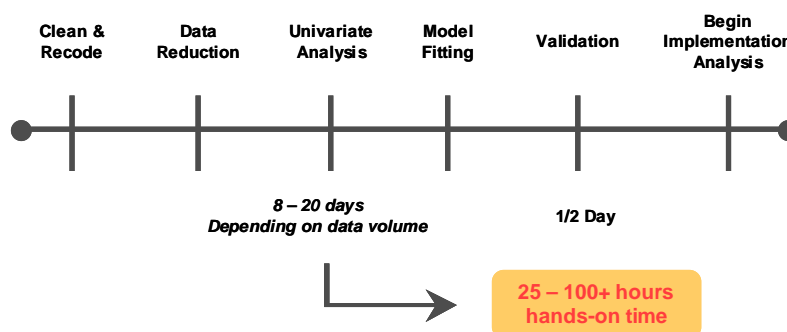 Clean &
Recode
Data
Reduction
Univariate
Analysis
Model
Fitting
Validation
Begin
Implementation
Analysis
8 – 20 days
Depending on data volume
1/2 Day
25 – 100+ hours
hands-on time